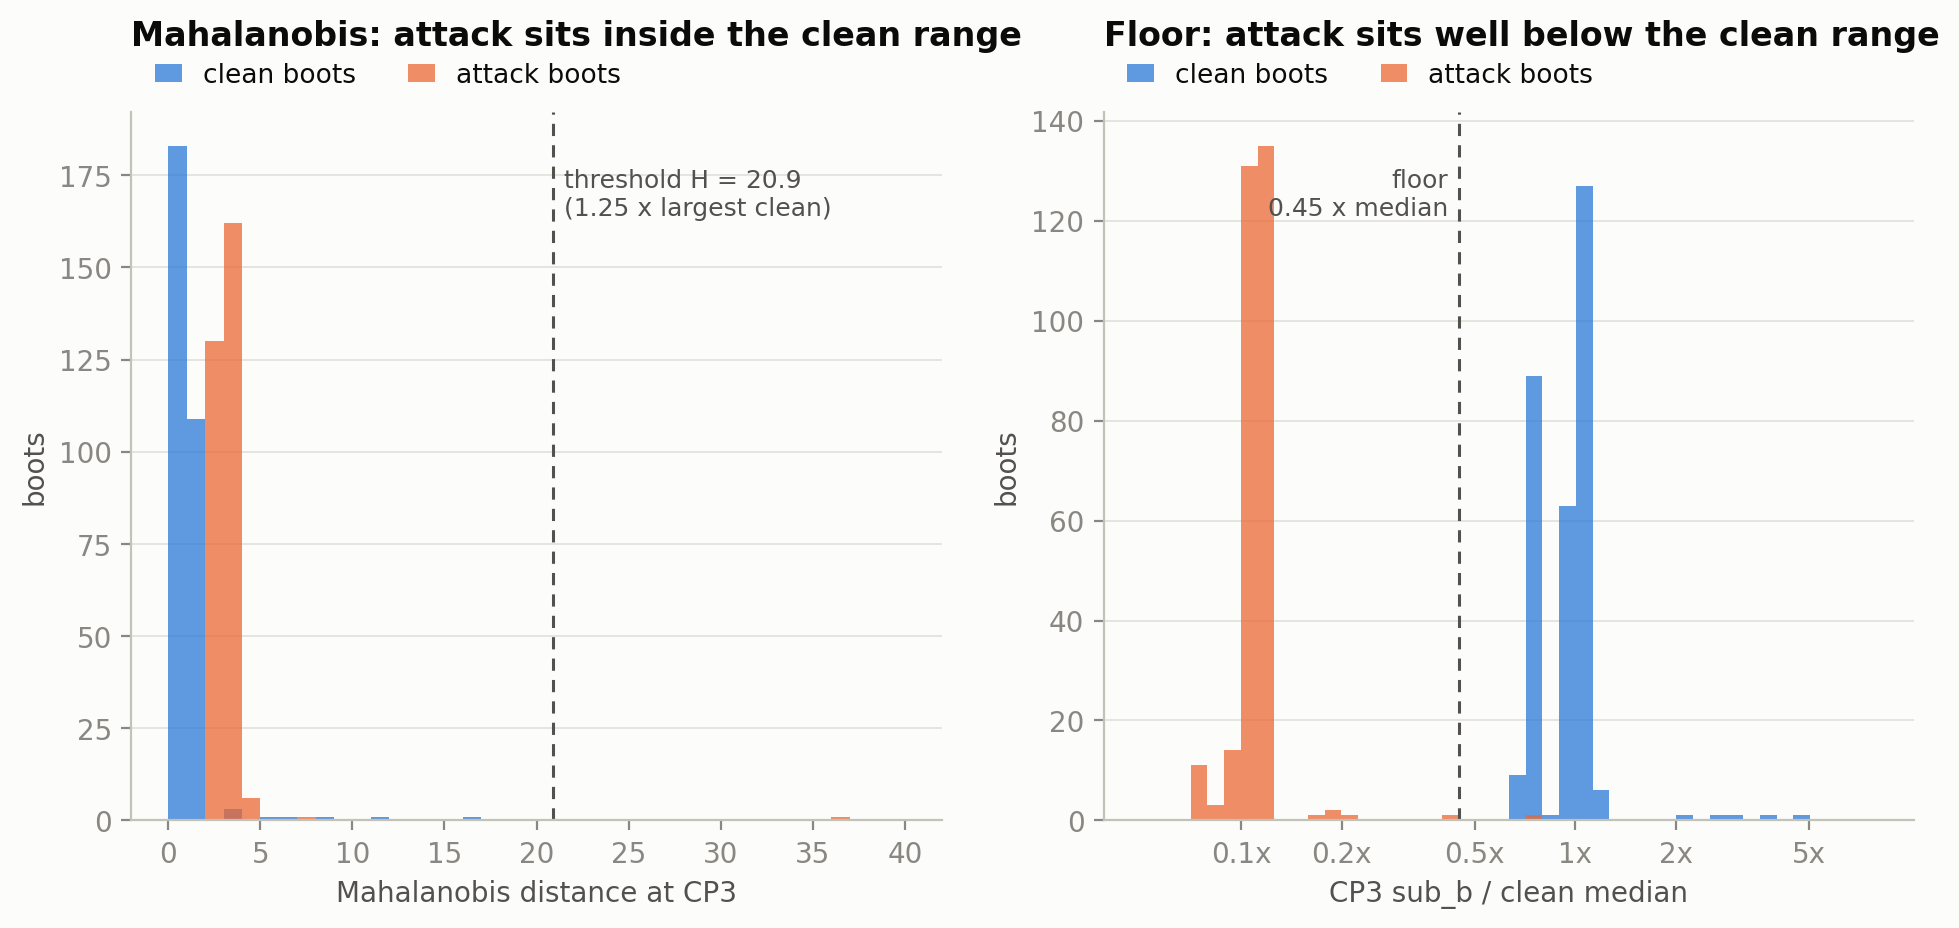 Mahalanobis: attack sits inside the clean range
clean boots
attack boots
175
150
125
100
75
50
25
0
boots
threshold H = 20.9
(1.25 x largest clean)
0
5
10
15
20
25
30
35
40
Mahalanobis distance at CP3
Floor: attack sits well below the clean range
clean boots
attack boots
140
120
100
80
60
40
20
0
boots
floor
0.45 x median
0.1x
0.2x
0.5x
1x
2x
5x
CP3 sub_b / clean median